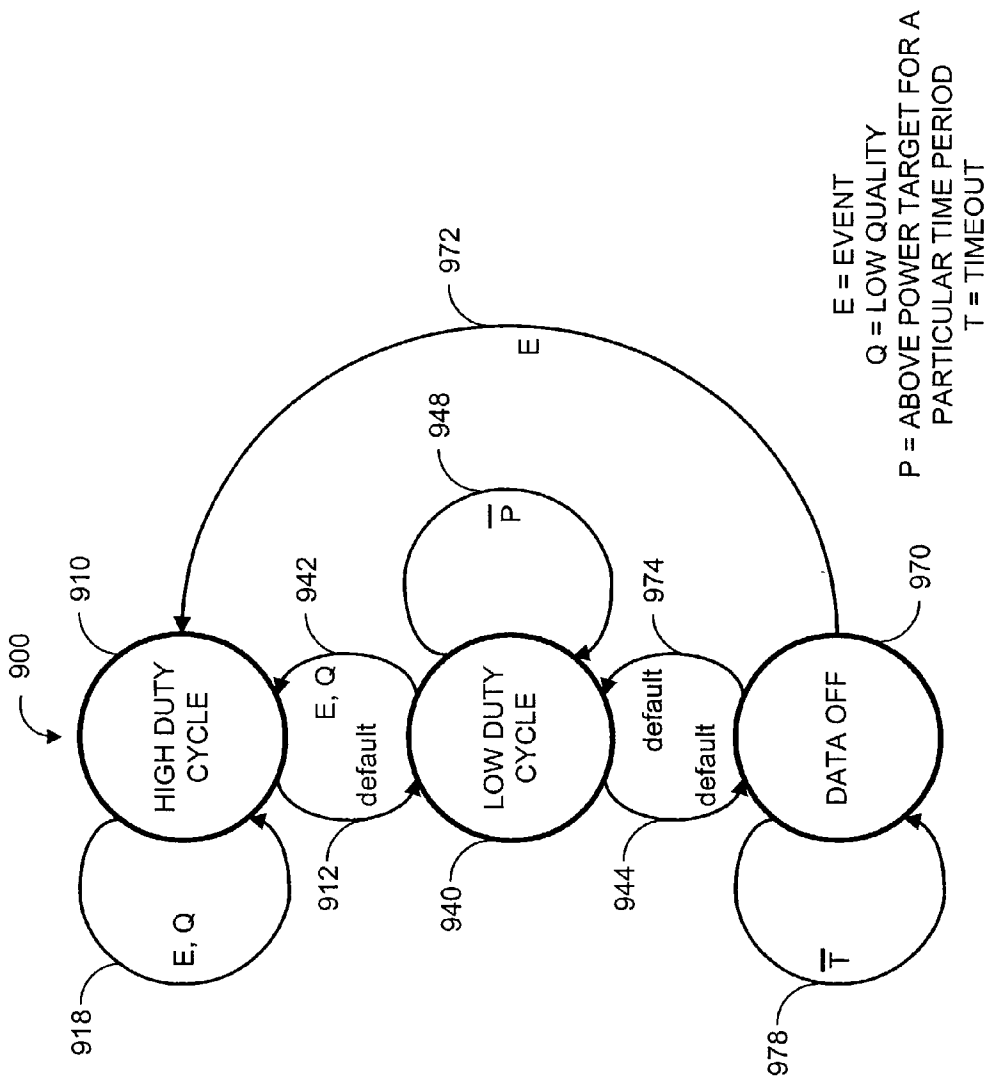 900
910
HIGH DUTY
CYCLE
918
E, Q
912
default
942
E, Q
972
E
940
LOW DUTY
CYCLE
948
P̅
944
default
974
default
970
DATA OFF
978
T̅
E = EVENT
Q = LOW QUALITY
P = ABOVE POWER TARGET FOR A
PARTICULAR TIME PERIOD
T = TIMEOUT